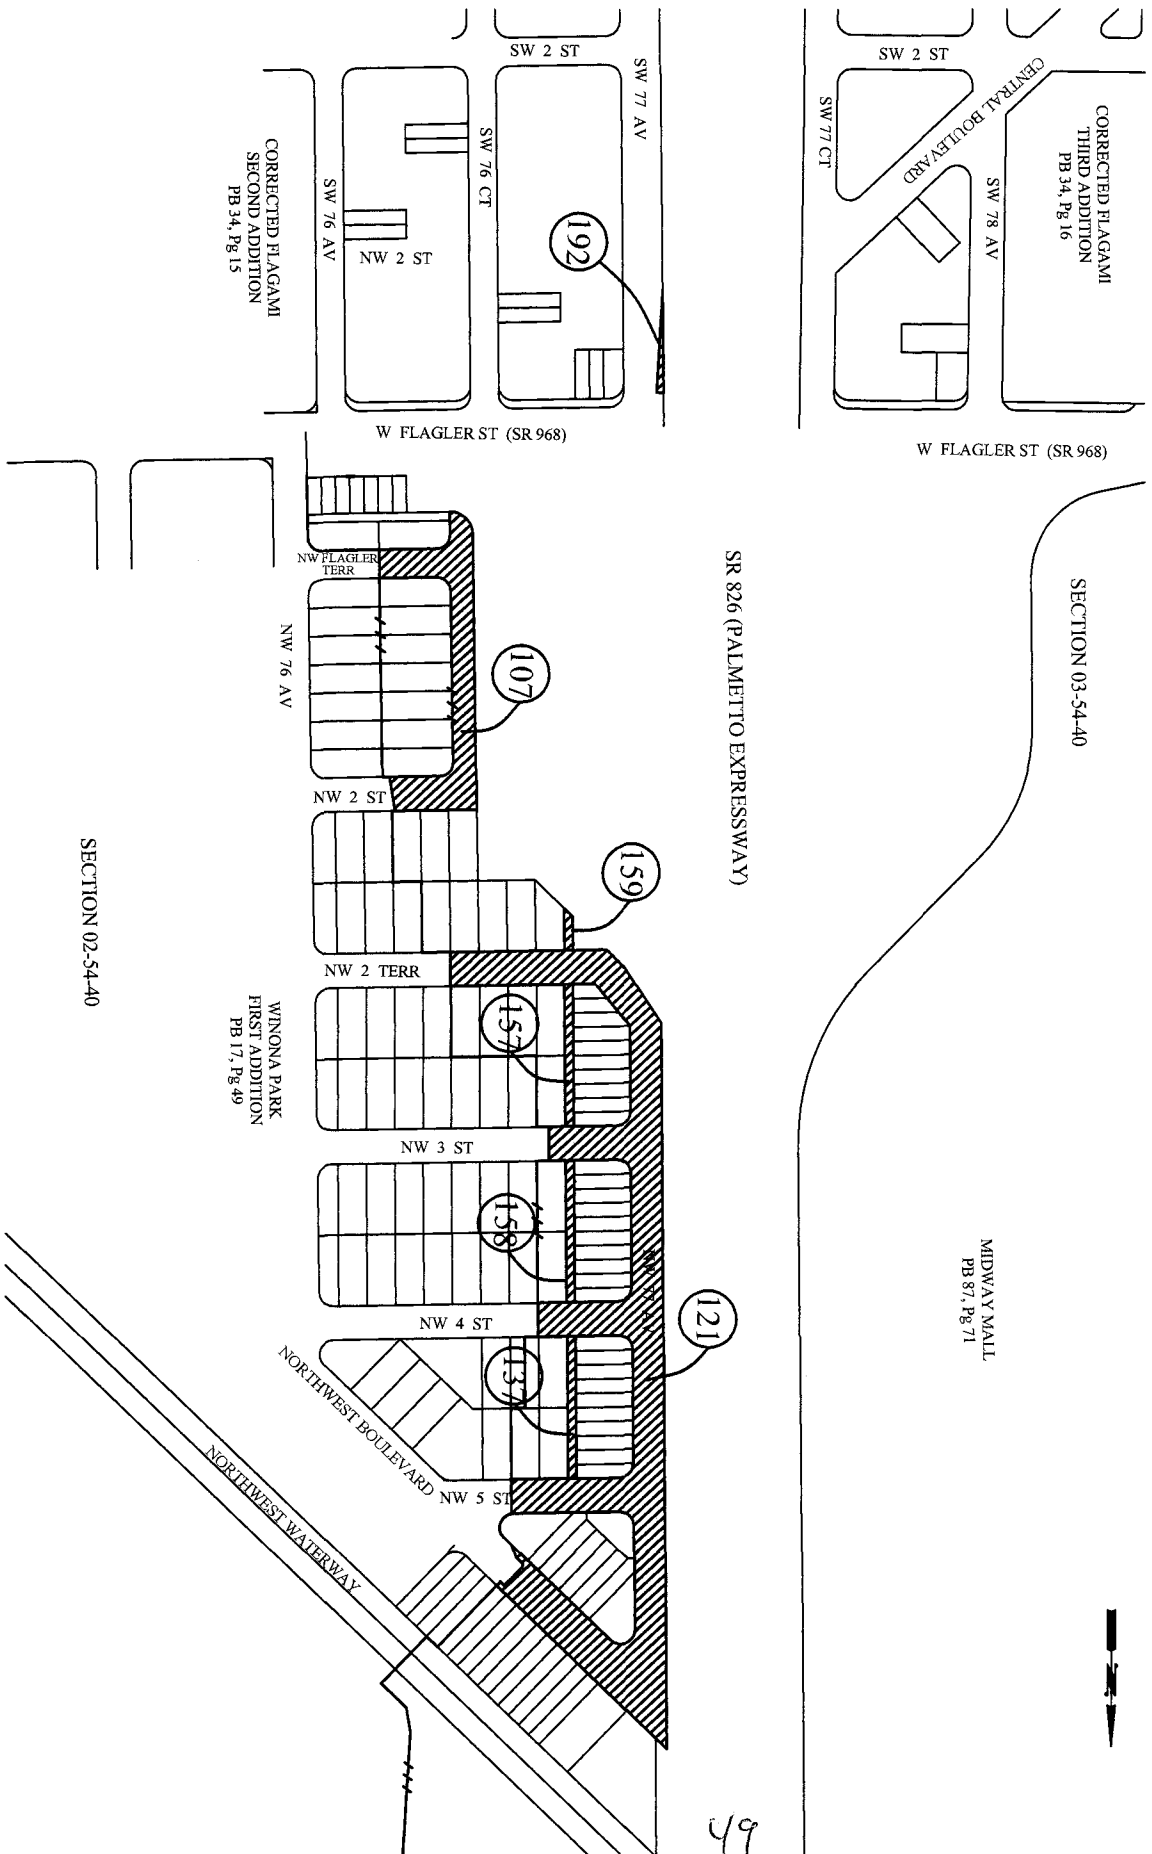 SW 2 ST
SW 77 AV
SW 2 ST
CENTRAL BOULEVARD
SW 77 CT
CORRECTED FLAGAMI
THIRD ADDITION
PB 34, Pg 16
SW 78 AV
CORRECTED FLAGAMI
SECOND ADDITION
PB 34, Pg 15
SW 76 AV
SW 76 CT
NW 2 ST
192
W FLAGLER ST (SR 968)
W FLAGLER ST (SR 968)
SR 826 (PALMETTO EXPRESSWAY)
SECTION 03-54-40
NW FLAGLER
TERR
NW 76 AV
107
NW 2 ST
159
SECTION 02-54-40
NW 2 TERR
WINONA PARK
FIRST ADDITION
PB 17, Pg 49
157
NW 3 ST
158
NW 77 AV
MIDWAY MALL
PB 87, Pg 71
NW 4 ST
121
137
NORTHWEST BOULEVARD
NW 5 ST
NORTHWEST WATERWAY
N
49